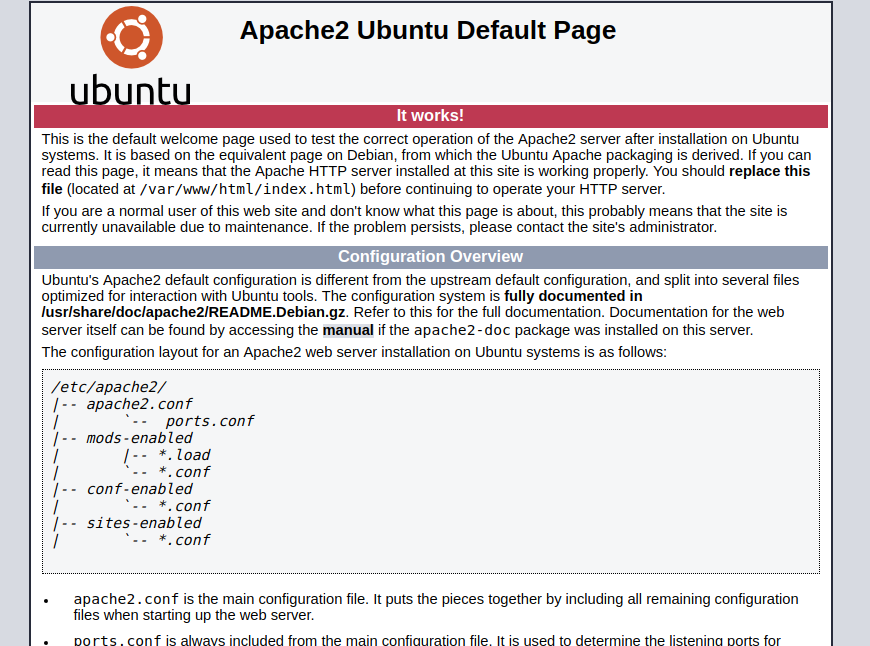 ubuntu
Apache2 Ubuntu Default Page
It works!
This is the default welcome page used to test the correct operation of the Apache2 server after installation on Ubuntu
systems. It is based on the equivalent page on Debian, from which the Ubuntu Apache packaging is derived. If you can
read this page, it means that the Apache HTTP server installed at this site is working properly. You should replace this
file (located at /var/www/html/index.html) before continuing to operate your HTTP server.
If you are a normal user of this web site and don't know what this page is about, this probably means that the site is
currently unavailable due to maintenance. If the problem persists, please contact the site's administrator.
Configuration Overview
Ubuntu's Apache2 default configuration is different from the upstream default configuration, and split into several files
optimized for interaction with Ubuntu tools. The configuration system is fully documented in
/usr/share/doc/apache2/README.Debian.gz. Refer to this for the full documentation. Documentation for the web
server itself can be found by accessing the manual if the apache2-doc package was installed on this server.
The configuration layout for an Apache2 web server installation on Ubuntu systems is as follows:
/etc/apache2/
|-- apache2.conf
|       `--  ports.conf
|-- mods-enabled
|       |-- *.load
|       `-- *.conf
|-- conf-enabled
|       `-- *.conf
|-- sites-enabled
|       `-- *.conf
• apache2.conf is the main configuration file. It puts the pieces together by including all remaining configuration
files when starting up the web server.
• ports.conf is always included from the main configuration file. It is used to determine the listening ports for